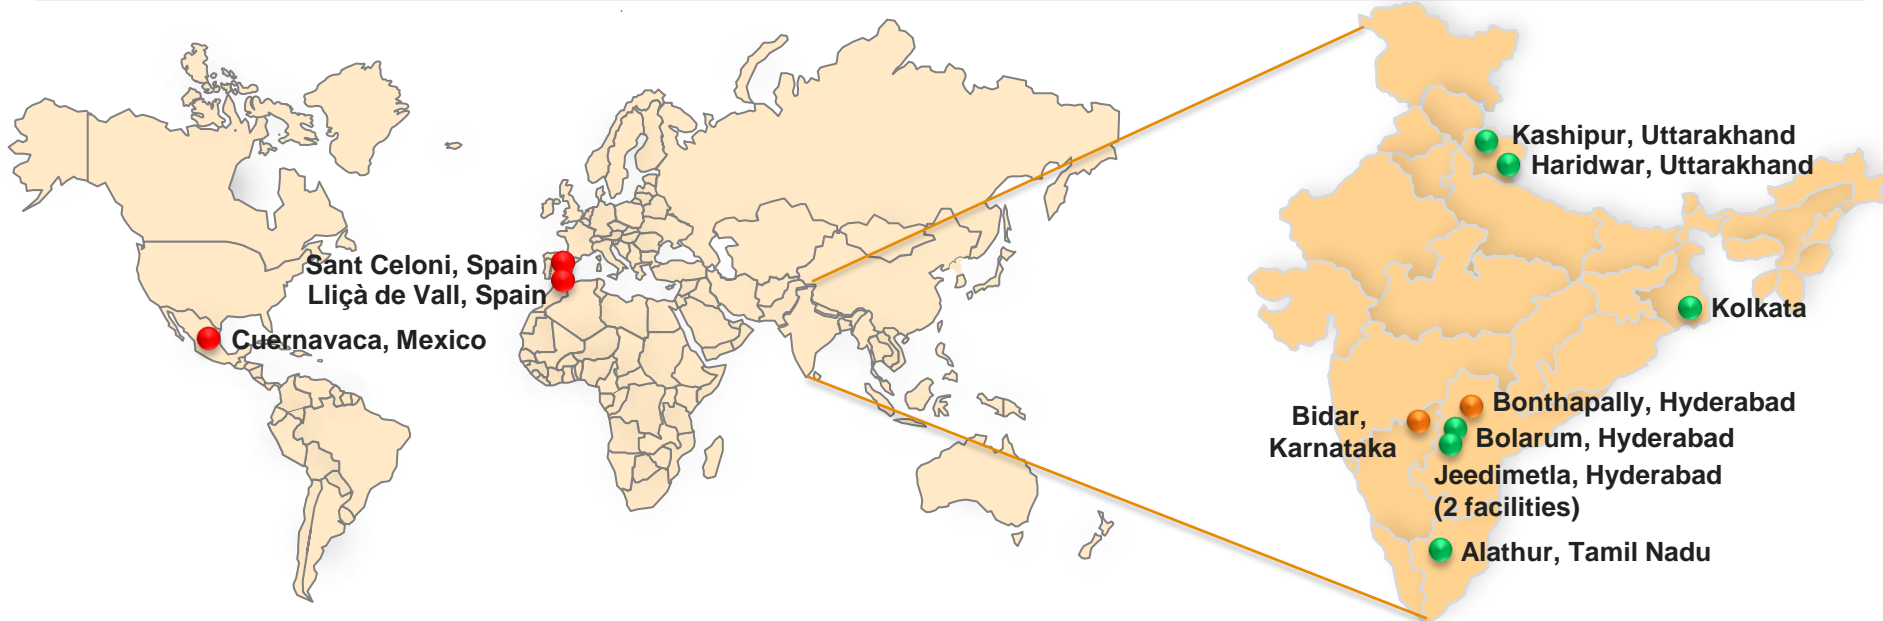 Kashipur, Uttarakhand
Haridwar, Uttarakhand
Sant Celoni, Spain
Lliçà de Vall, Spain
Kolkata
Cuernavaca, Mexico
Bonthapally, Hyderabad
Bidar,
Karnataka
Bolarum, Hyderabad
Jeedimetla, Hyderabad
(2 facilities)
Alathur, Tamil Nadu